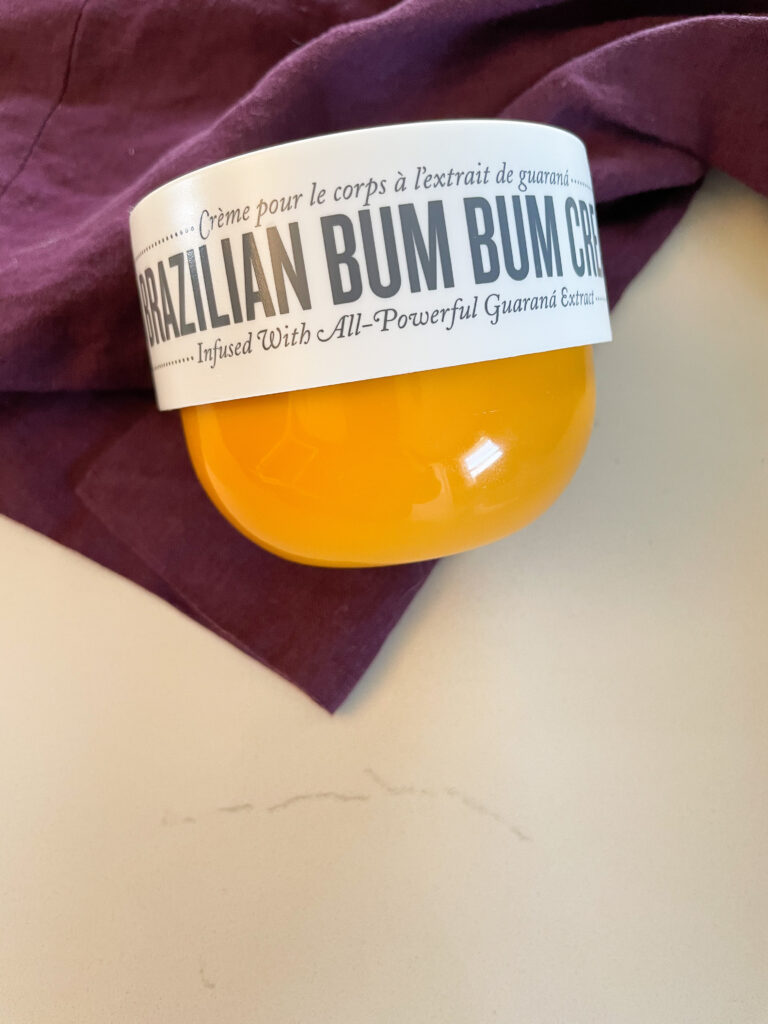 Crème pour le corps à l'extrait de guaraná
BRAZILIAN BUM BUM CRE
Infused With All-Powerful Guaraná Extract